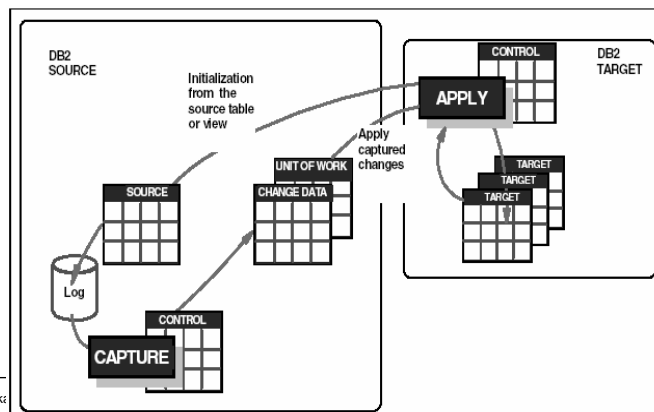 DB2
SOURCE
Initialization
from the
source table
or view
SOURCE
Log
CAPTURE
CONTROL
UNIT OF WORK
CHANGE DATA
Apply
captured
changes
CONTROL
APPLY
DB2
TARGET
TARGET
TARGET
TARGET